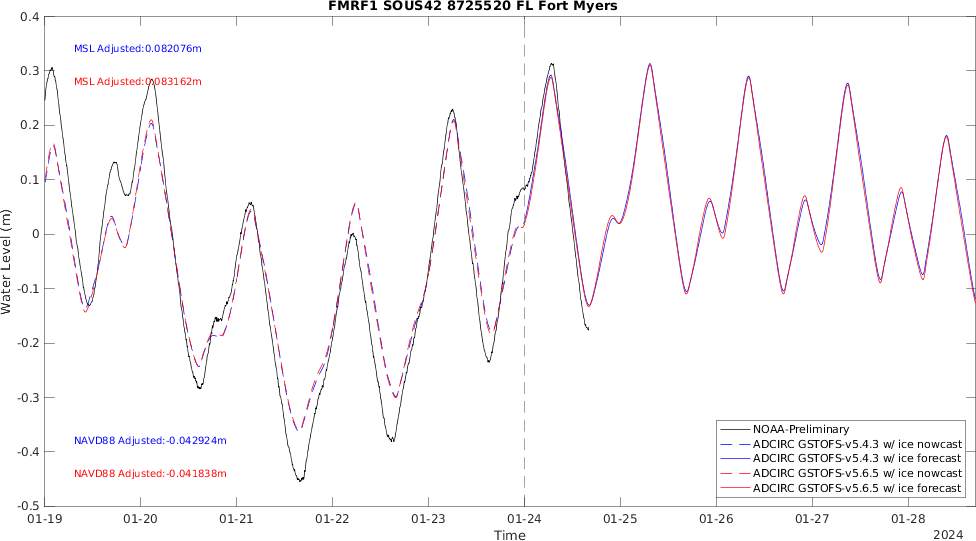 FMRF1 SOUS42 8725520 FL Fort Myers
0.4
0.3
0.2
0.1
0
-0.1
-0.2
-0.3
-0.4
-0.5
Water Level (m)
MSL Adjusted:0.082076m
MSL Adjusted:0.083162m
NAVD88 Adjusted:-0.042924m
NAVD88 Adjusted:-0.041838m
NOAA-Preliminary
ADCIRC GSTOFS-v5.4.3 w/ ice nowcast
ADCIRC GSTOFS-v5.4.3 w/ ice forecast
ADCIRC GSTOFS-v5.6.5 w/ ice nowcast
ADCIRC GSTOFS-v5.6.5 w/ ice forecast
01-19 01-20 01-21 01-22 01-23 01-24 01-25 01-26 01-27 01-28
Time
2024